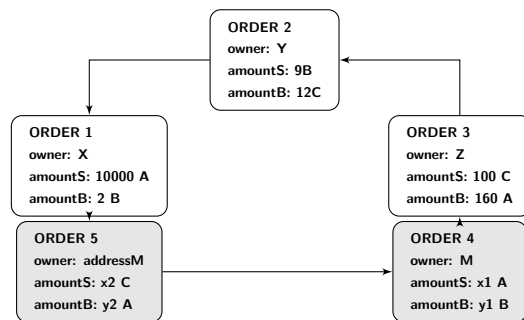 ORDER 2
owner: Y
amountS: 9B
amountB: 12C
ORDER 1
owner: X
amountS: 10000 A
amountB: 2 B
ORDER 3
owner: Z
amountS: 100 C
amountB: 160 A
ORDER 5
owner: addressM
amountS: x2 C
amountB: y2 A
ORDER 4
owner: M
amountS: x1 A
amountB: y1 B